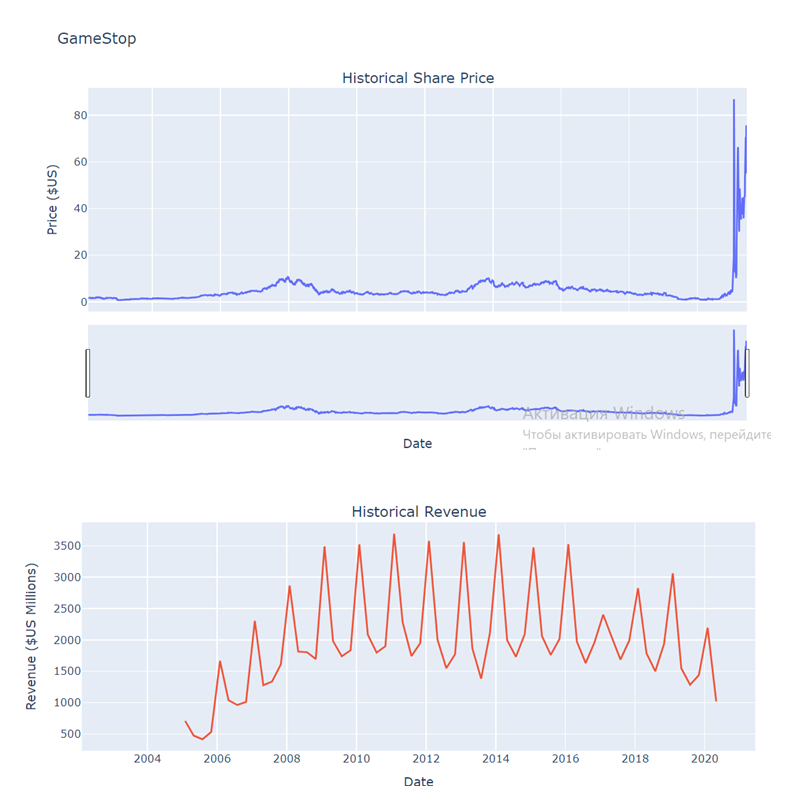 GameStop
Historical Share Price
80
60
40
20
0
Price ($US)
Активация Windows
Чтобы активировать Windows, перейдите
Date
Historical Revenue
3500
3000
2500
2000
1500
1000
500
Revenue ($US Millions)
2004 2006 2008 2010 2012 2014 2016 2018 2020
Date